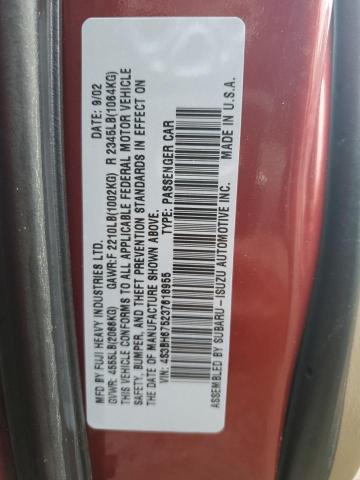 MFD BY FUJI HEAVY INDUSTRIES LTD. DATE: 9/02
GVWR: 4555LB(2066KG) GAWR:F 2210LB(1002KG) R 2345LB(1064KG)
THIS VEHICLE CONFORMS TO ALL APPLICABLE FEDERAL MOTOR VEHICLE
SAFETY, BUMPER, AND THEFT PREVENTION STANDARDS IN EFFECT ON
THE DATE OF MANUFACTURE SHOWN ABOVE.
VIN: 4S3BH675237618955 TYPE: PASSENGER CAR
ASSEMBLED BY SUBARU-ISUZU AUTOMOTIVE INC. MADE IN U.S.A.